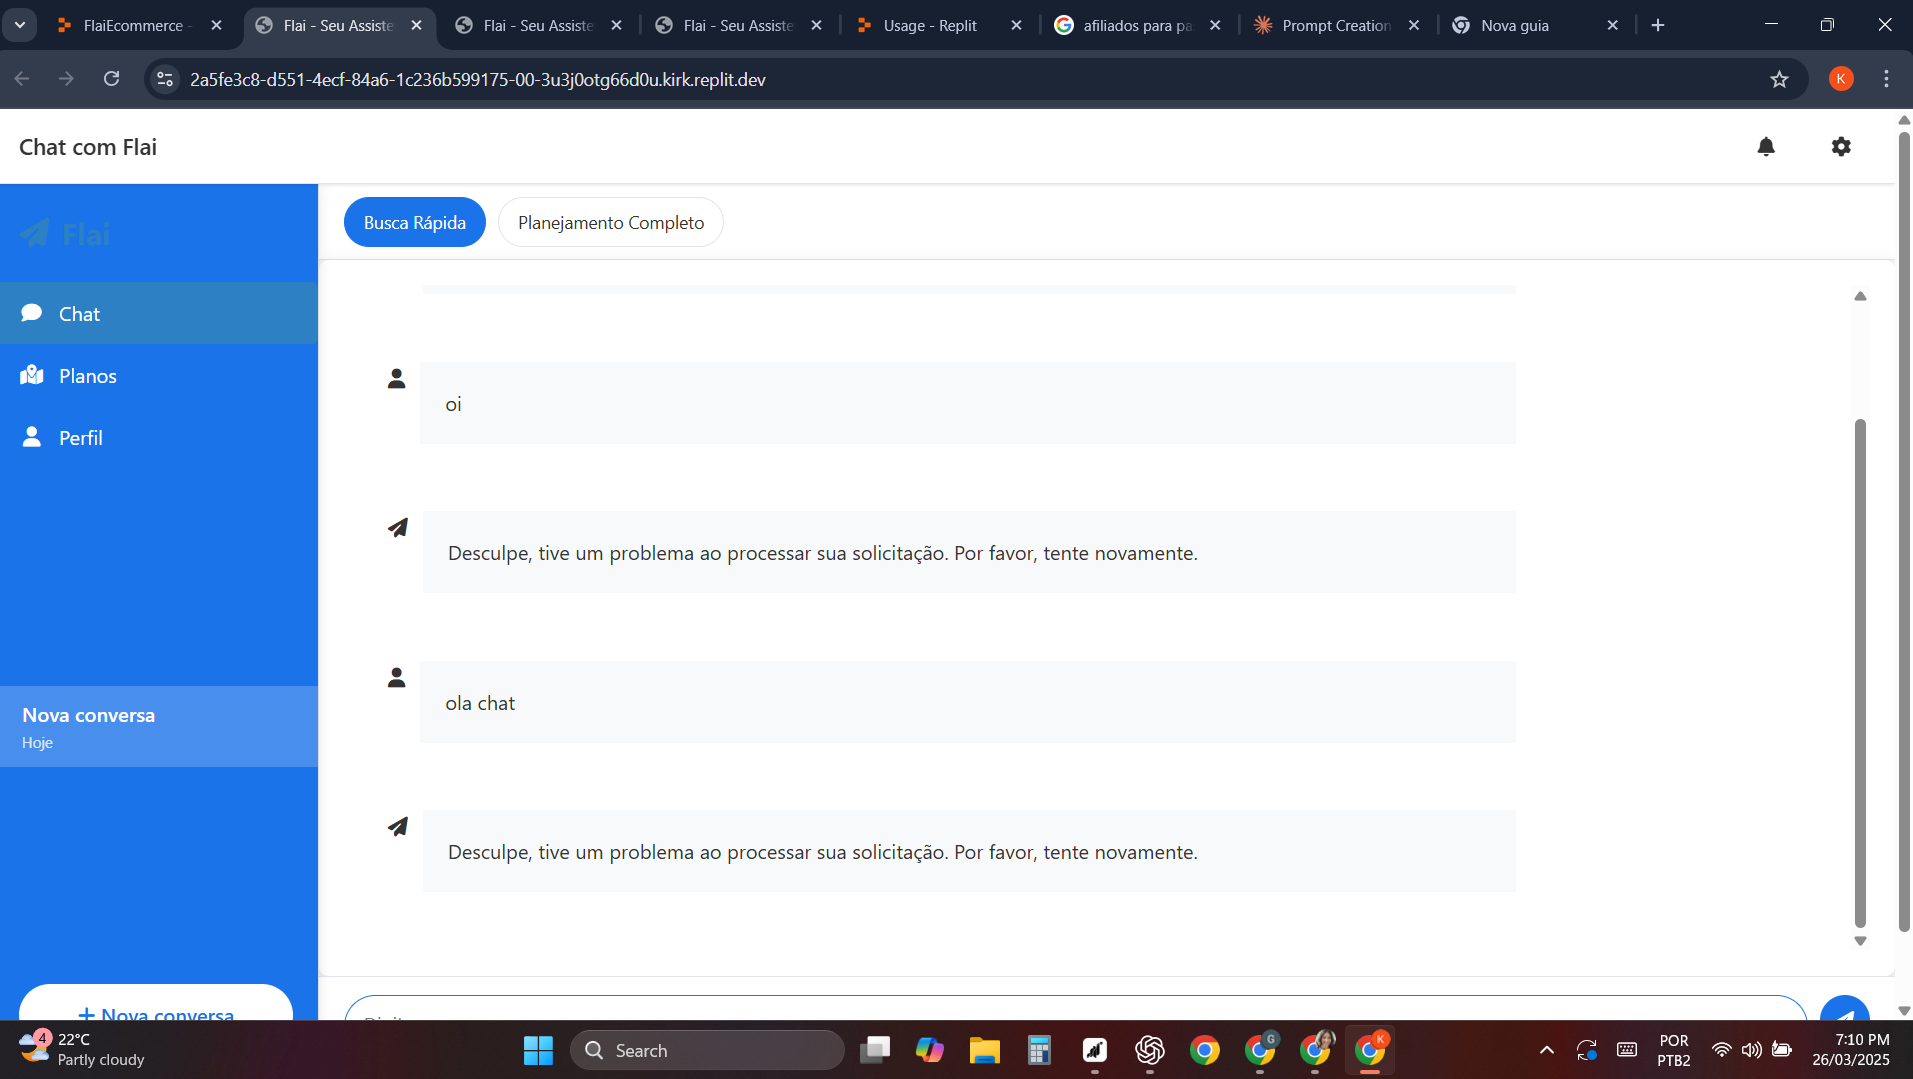 FlaiEcommerce -
Flai - Seu Assiste
Flai - Seu Assiste
Flai - Seu Assiste
Usage - Replit
afiliados para pa
Prompt Creation
Nova guia
2a5fe3c8-d551-4ecf-84a6-1c236b599175-00-3u3j0otg66d0u.kirk.replit.dev
K
Chat com Flai
Flai
Busca Rápida
Planejamento Completo
Chat
Planos
Perfil
oi
Desculpe, tive um problema ao processar sua solicitação. Por favor, tente novamente.
ola chat
Desculpe, tive um problema ao processar sua solicitação. Por favor, tente novamente.
Nova conversa
Hoje
+ Nova conversa
4
22°C
Partly cloudy
Search
G
K
POR
PTB2
7:10 PM
26/03/2025